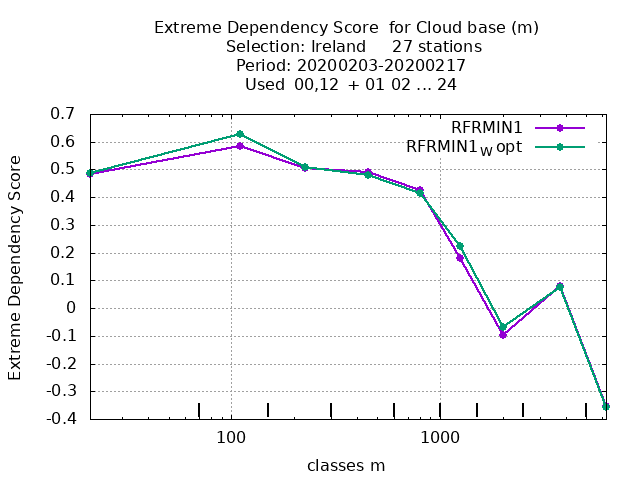 Extreme Dependency Score  for Cloud base (m)
Selection: Ireland     27 stations
Period: 20200203-20200217
Used  00,12  + 01 02 ... 24
RFRMIN1
RFRMIN1W opt
Extreme Dependency Score
0.7
0.6
0.5
0.4
0.3
0.2
0.1
0
-0.1
-0.2
-0.3
-0.4
100 1000
classes m